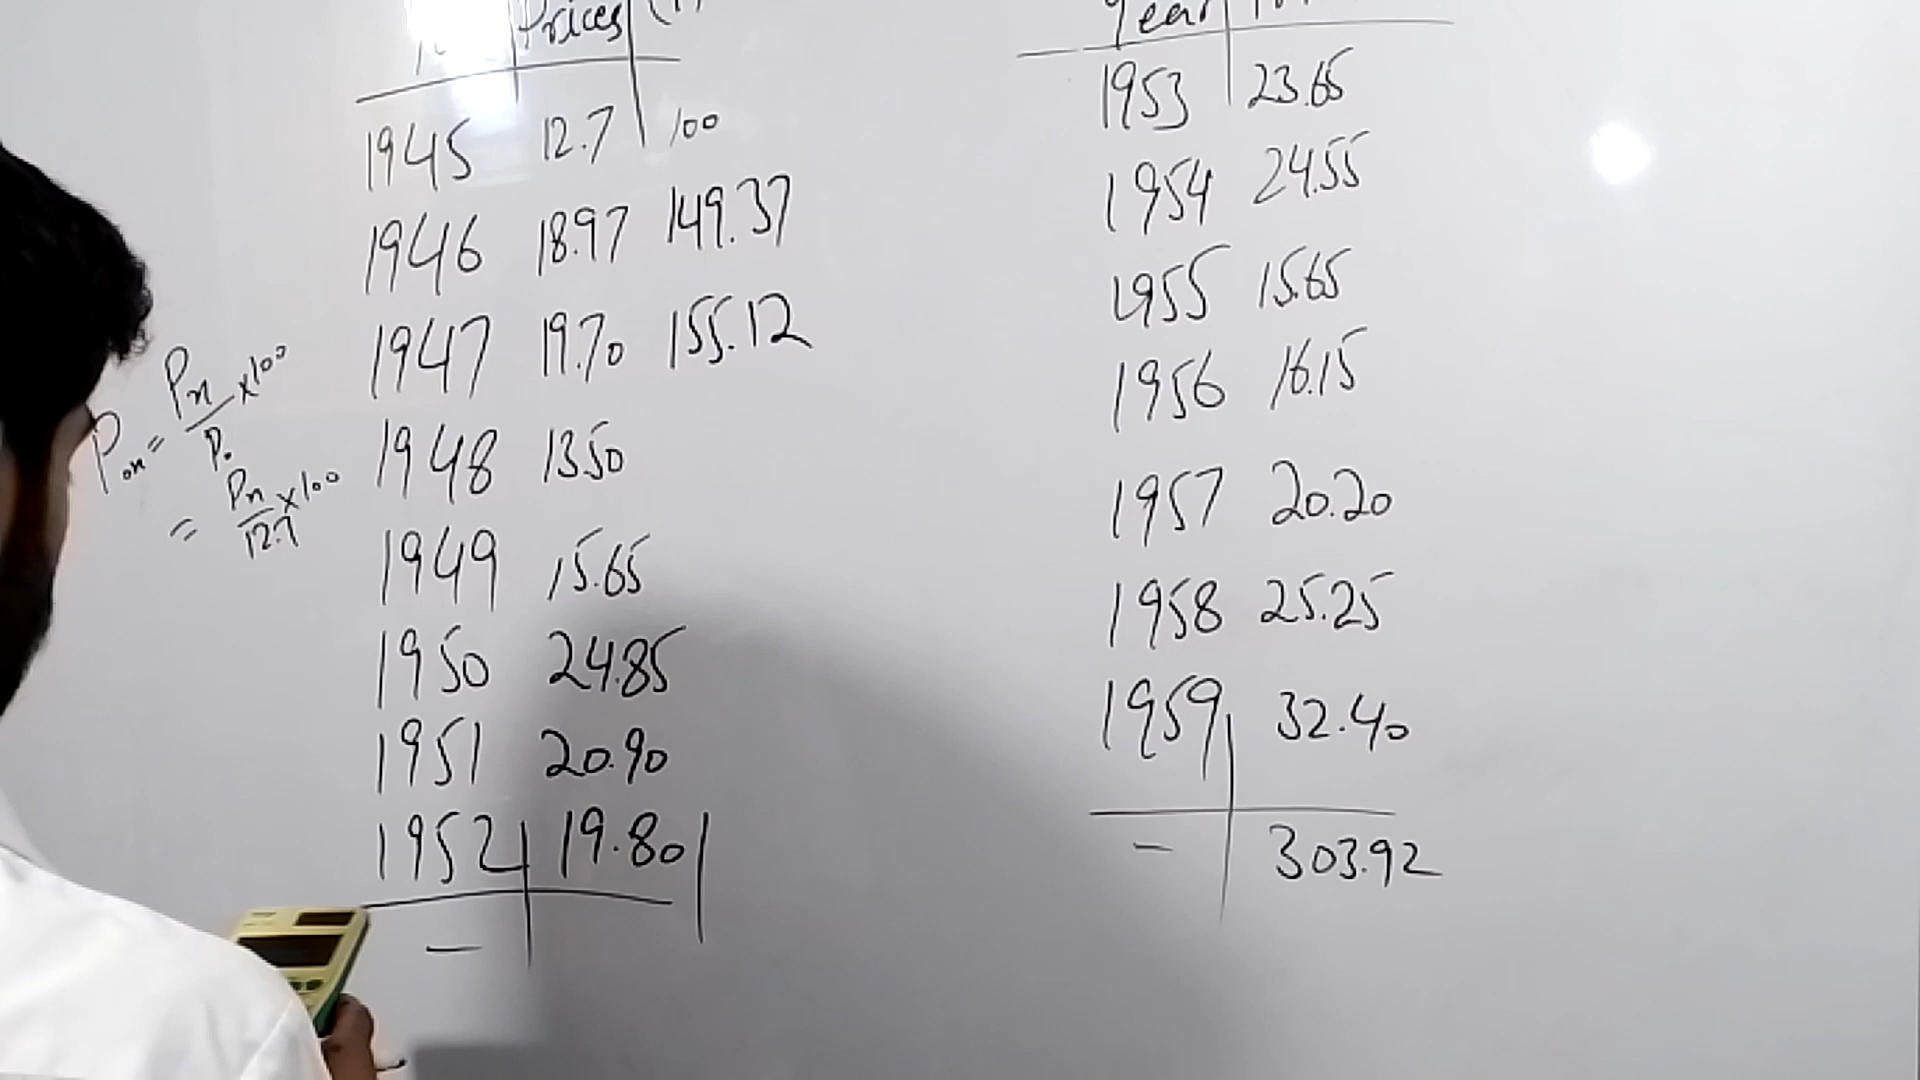 Prices
1945 12.7 100
1946 18.97 149.37
1947 19.70 155.12
1948 13.50
1949 15.65
1950 24.85
1951 20.90
1952 19.80
—
Pon = Pn/P. x100
= Pn/12.7 x100
Year
1953 23.65
1954 24.55
1955 15.65
1956 16.15
1957 20.20
1958 25.25
1959 32.40
— 303.92